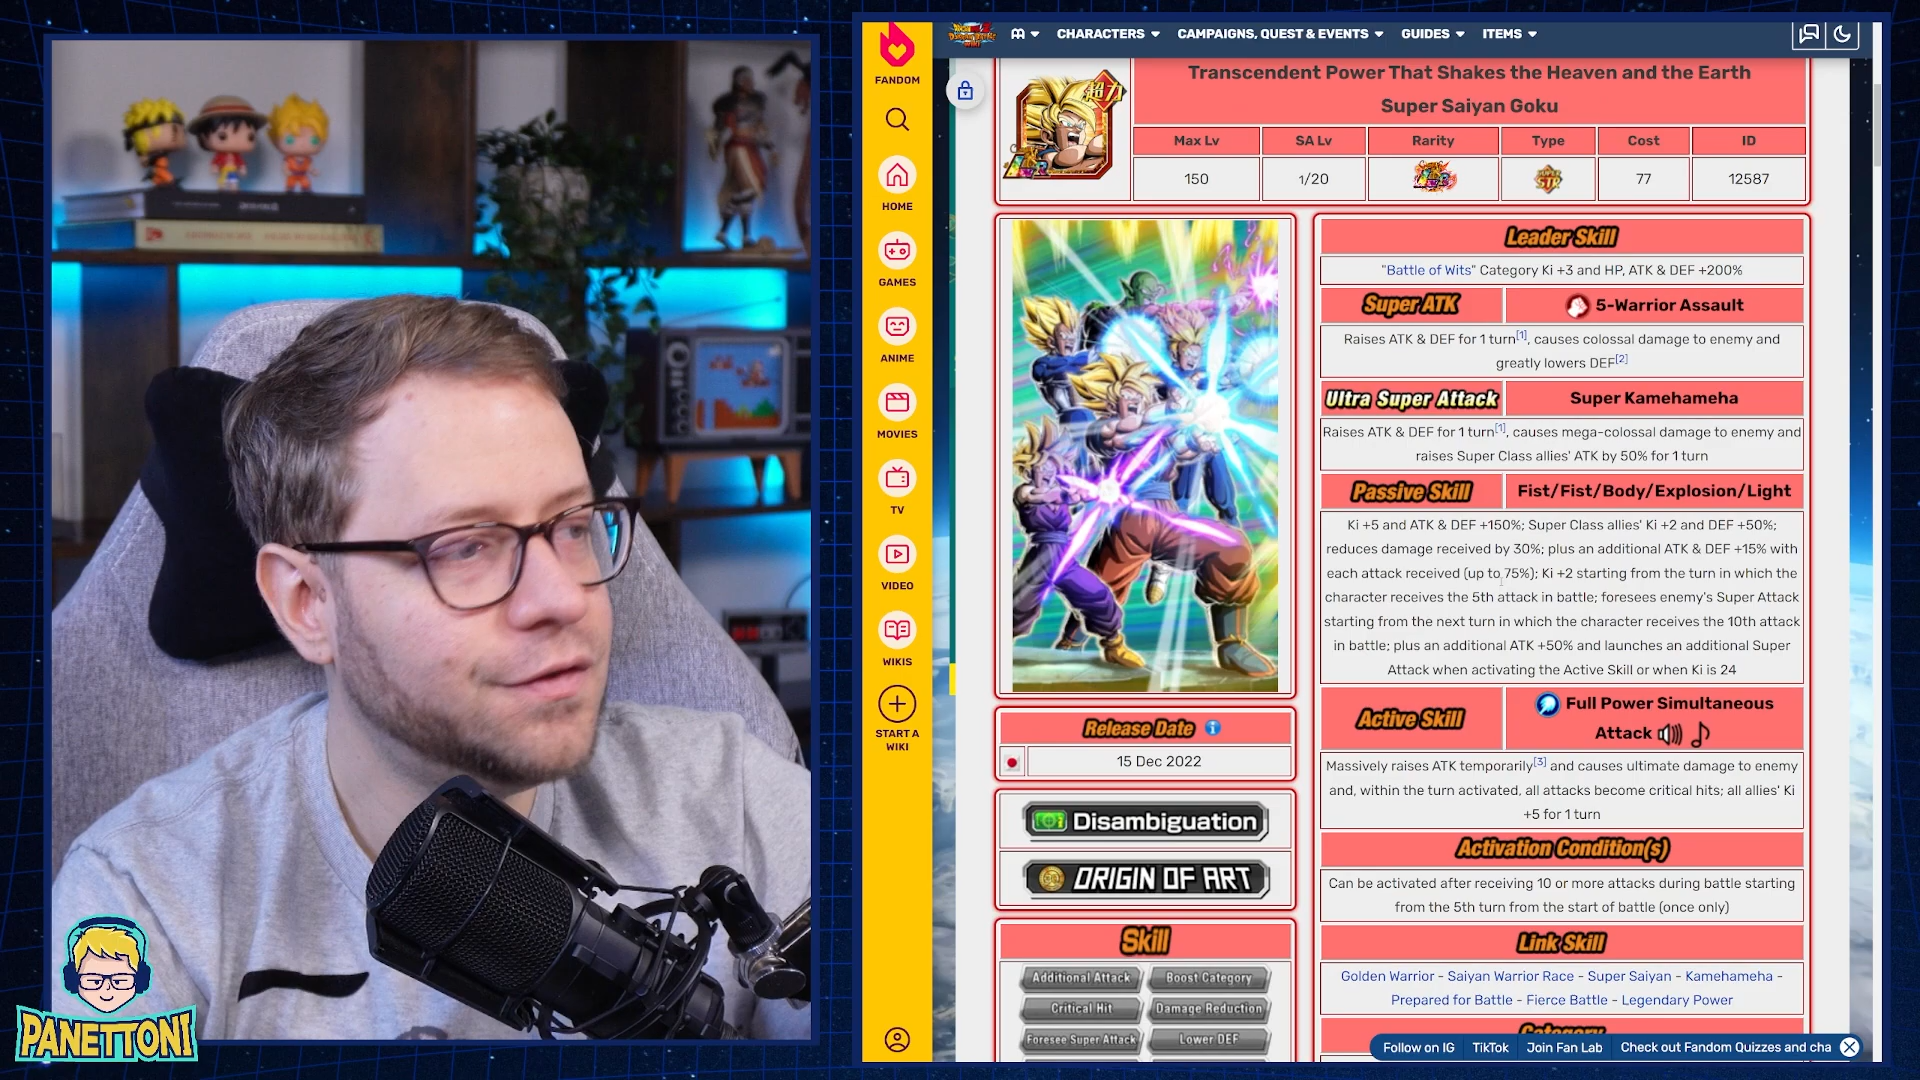 FANDOM
HOME
GAMES
ANIME
MOVIES
TV
VIDEO
WIKIS
START A
WIKI
CHARACTERS
CAMPAIGNS, QUEST & EVENTS
GUIDES
ITEMS
Transcendent Power That Shakes the Heaven and the Earth
Super Saiyan Goku
Max Lv
SA Lv
Rarity
Type
Cost
ID
150
1/20
STR
77
12587
超力
Leader Skill
"Battle of Wits" Category Ki +3 and HP, ATK & DEF +200%
Super ATK
5-Warrior Assault
Raises ATK & DEF for 1 turn[1], causes colossal damage to enemy and
greatly lowers DEF[2]
Ultra Super Attack
Super Kamehameha
Raises ATK & DEF for 1 turn[1], causes mega-colossal damage to enemy and
raises Super Class allies' ATK by 50% for 1 turn
Passive Skill
Fist/Fist/Body/Explosion/Light
Ki +5 and ATK & DEF +150%; Super Class allies' Ki +2 and DEF +50%;
reduces damage received by 30%; plus an additional ATK & DEF +15% with
each attack received (up to 75%); Ki +2 starting from the turn in which the
character receives the 5th attack in battle; foresees enemy's Super Attack
starting from the next turn in which the character receives the 10th attack
in battle; plus an additional ATK +50% and launches an additional Super
Attack when activating the Active Skill or when Ki is 24
Active Skill
Full Power Simultaneous
Attack
Massively raises ATK temporarily[3] and causes ultimate damage to enemy
and, within the turn activated, all attacks become critical hits; all allies' Ki
+5 for 1 turn
Activation Condition(s)
Can be activated after receiving 10 or more attacks during battle starting
from the 5th turn from the start of battle (once only)
Link Skill
Golden Warrior - Saiyan Warrior Race - Super Saiyan - Kamehameha -
Prepared for Battle - Fierce Battle - Legendary Power
Category
Release Date
15 Dec 2022
Disambiguation
ORIGIN OF ART
Skill
Additional Attack
Boost Category
Critical Hit
Damage Reduction
Foresee Super Attack
Lower DEF
Follow on IG
TikTok
Join Fan Lab
Check out Fandom Quizzes and cha
PANETTONI